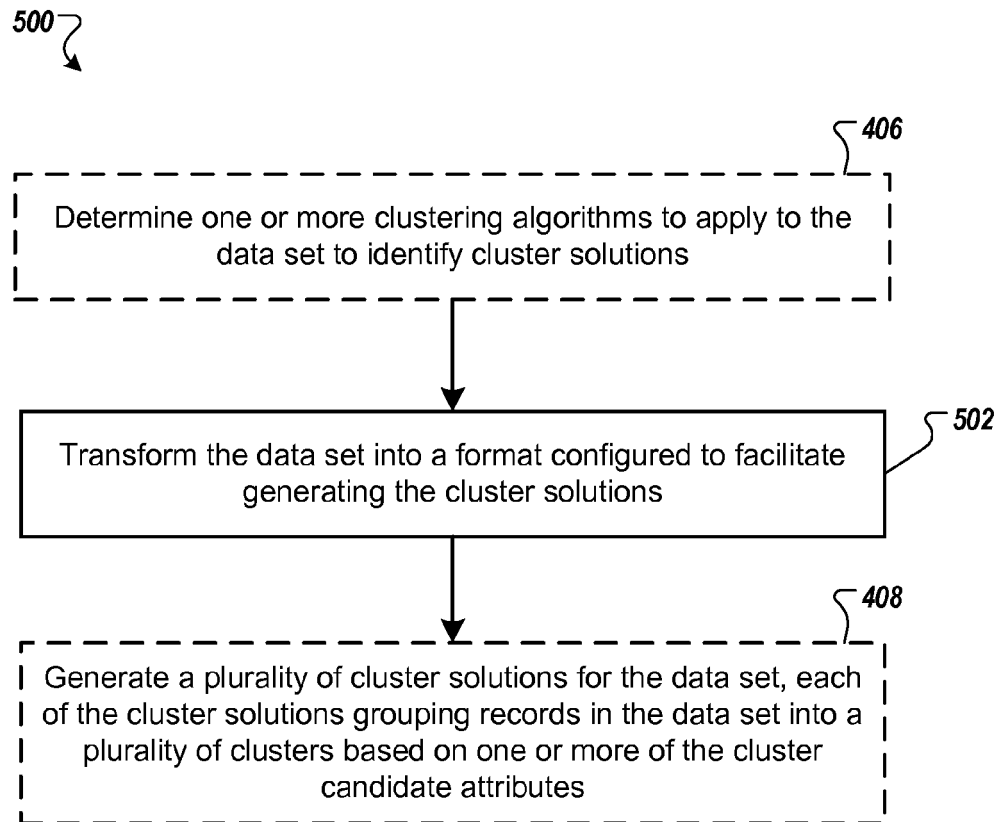 500
406
Determine one or more clustering algorithms to apply to the
data set to identify cluster solutions
502
Transform the data set into a format configured to facilitate
generating the cluster solutions
408
Generate a plurality of cluster solutions for the data set, each
of the cluster solutions grouping records in the data set into a
plurality of clusters based on one or more of the cluster
candidate attributes